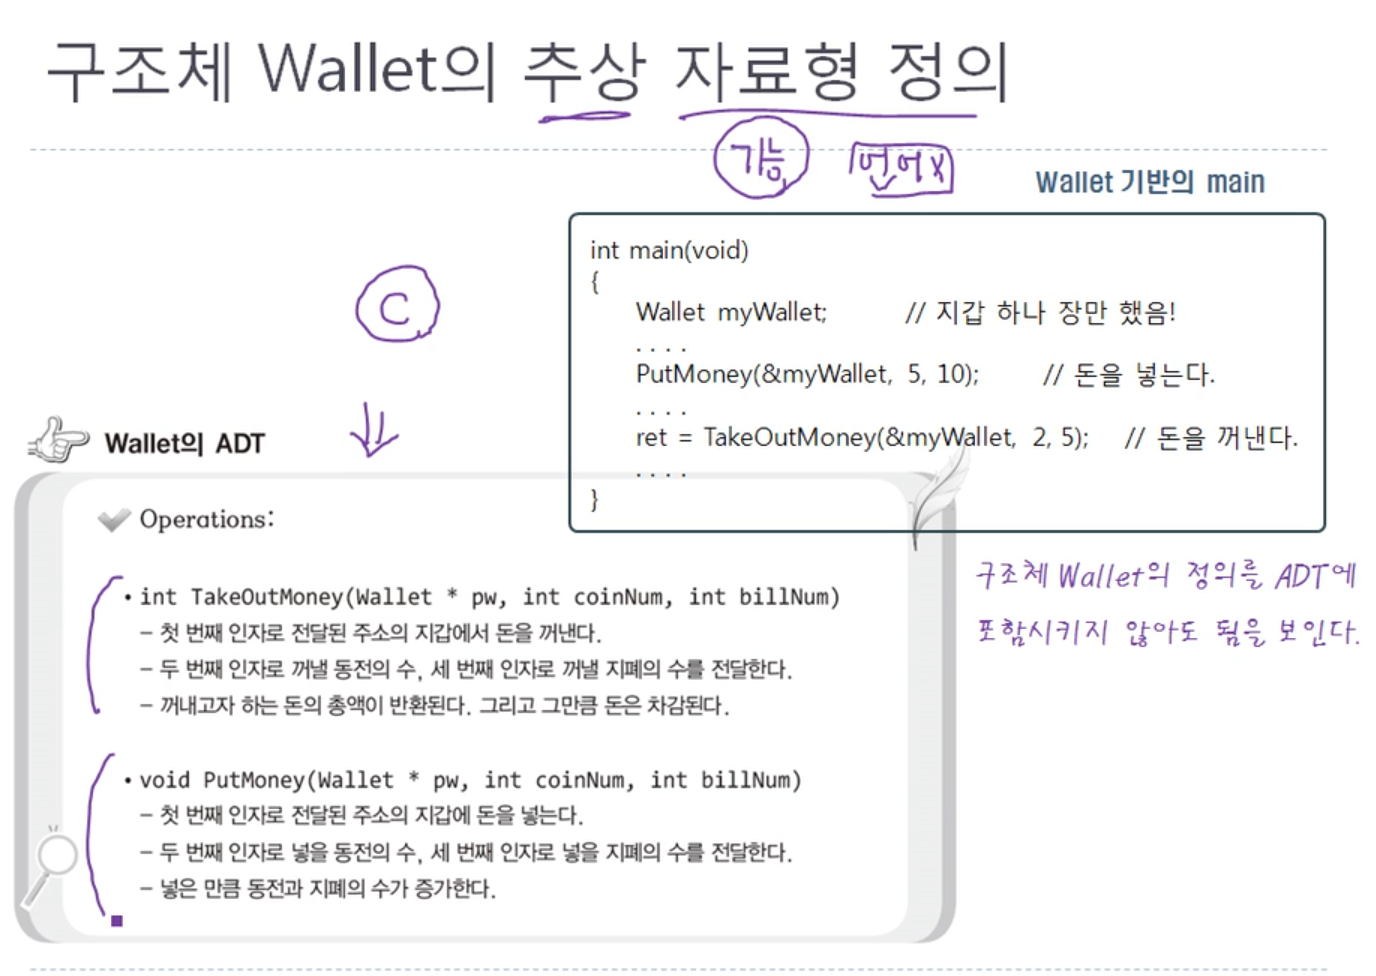 구조체 Wallet의 추상 자료형 정의
기능 언어X
Wallet 기반의 main
int main(void)
{
Wallet myWallet; // 지갑 하나 장만 했음!
. . . .
PutMoney(&myWallet, 5, 10); // 돈을 넣는다.
. . . .
ret = TakeOutMoney(&myWallet, 2, 5); // 돈을 꺼낸다.
. . . .
}
C
Wallet의 ADT
Operations:
• int TakeOutMoney(Wallet * pw, int coinNum, int billNum)
– 첫 번째 인자로 전달된 주소의 지갑에서 돈을 꺼낸다.
– 두 번째 인자로 꺼낼 동전의 수, 세 번째 인자로 꺼낼 지폐의 수를 전달한다.
– 꺼내고자 하는 돈의 총액이 반환된다. 그리고 그만큼 돈은 차감된다.
• void PutMoney(Wallet * pw, int coinNum, int billNum)
– 첫 번째 인자로 전달된 주소의 지갑에 돈을 넣는다.
– 두 번째 인자로 넣을 동전의 수, 세 번째 인자로 넣을 지폐의 수를 전달한다.
– 넣은 만큼 동전과 지폐의 수가 증가한다.
구조체 Wallet의 정의를 ADT에
포함시키지 않아도 됨을 보인다.